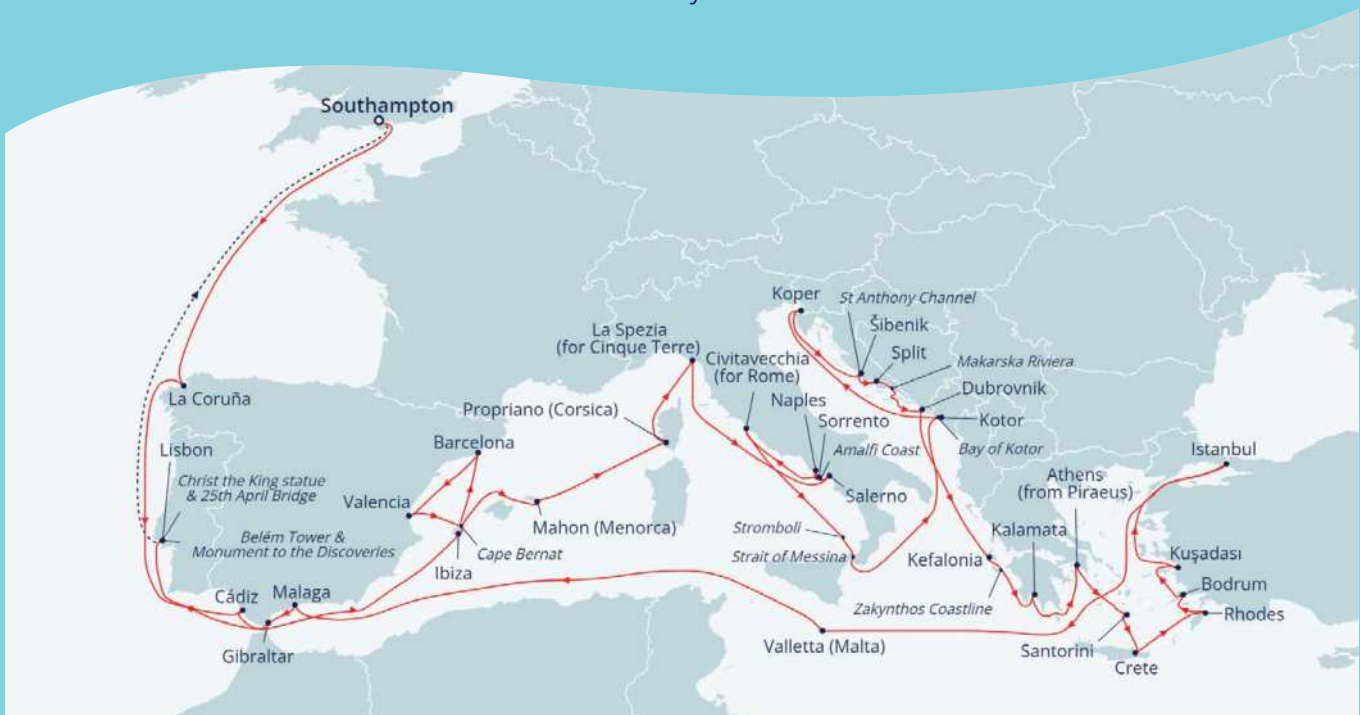 Southampton
La Coruña
Lisbon
Christ the King statue
& 25th April Bridge
Belém Tower &
Monument to the Discoveries
Cádiz
Malaga
Gibraltar
Valencia
Barcelona
Ibiza
Cape Bernat
Mahon (Menorca)
Propriano (Corsica)
La Spezia
(for Cinque Terre)
Civitavecchia
(for Rome)
Naples
Sorrento
Amalfi Coast
Salerno
Stromboli
Strait of Messina
Koper
St Anthony Channel
Šibenik
Split
Makarska Riviera
Dubrovnik
Kotor
Bay of Kotor
Kefalonia
Zakynthos Coastline
Kalamata
Athens
(from Piraeus)
Santorini
Crete
Rhodes
Bodrum
Kuşadası
Istanbul
Valletta (Malta)